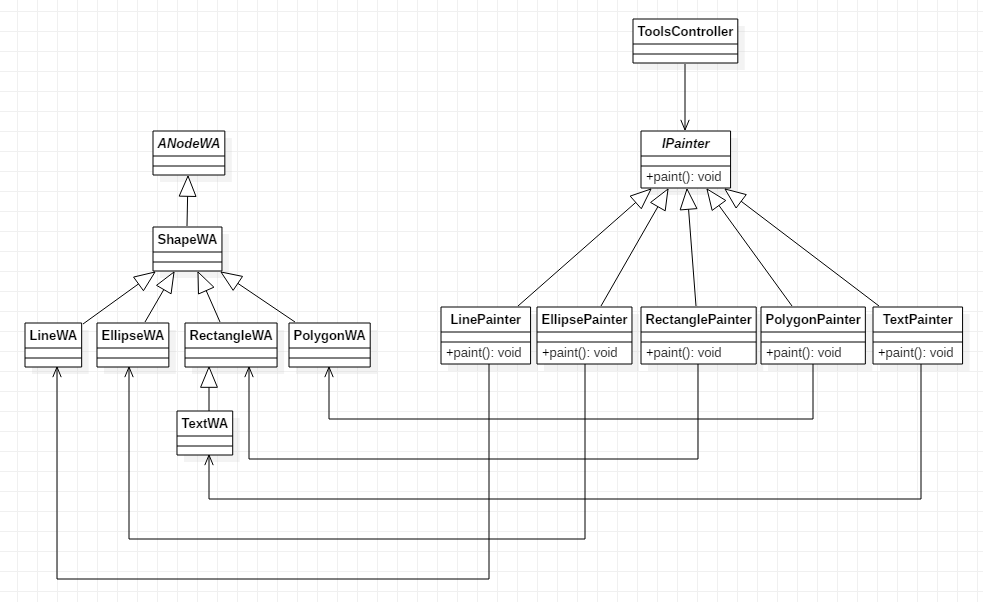 ToolsController
ANodeWA
IPainter
+paint(): void
ShapeWA
LineWA
EllipseWA
RectangleWA
PolygonWA
TextWA
LinePainter
+paint(): void
EllipsePainter
+paint(): void
RectanglePainter
+paint(): void
PolygonPainter
+paint(): void
TextPainter
+paint(): void